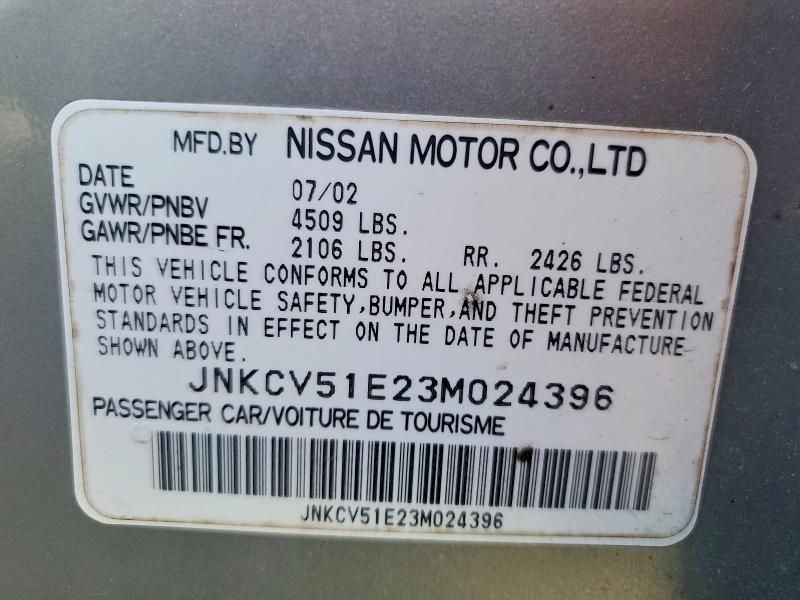 MFD.BY NISSAN MOTOR CO.,LTD
DATE 07/02
GVWR/PNBV 4509 LBS.
GAWR/PNBE FR. 2106 LBS. RR. 2426 LBS.
THIS VEHICLE CONFORMS TO ALL APPLICABLE FEDERAL
MOTOR VEHICLE SAFETY,BUMPER,AND THEFT PREVENTION
STANDARDS IN EFFECT ON THE DATE OF MANUFACTURE
SHOWN ABOVE.
JNKCV51E23M024396
PASSENGER CAR/VOITURE DE TOURISME
JNKCV51E23M024396